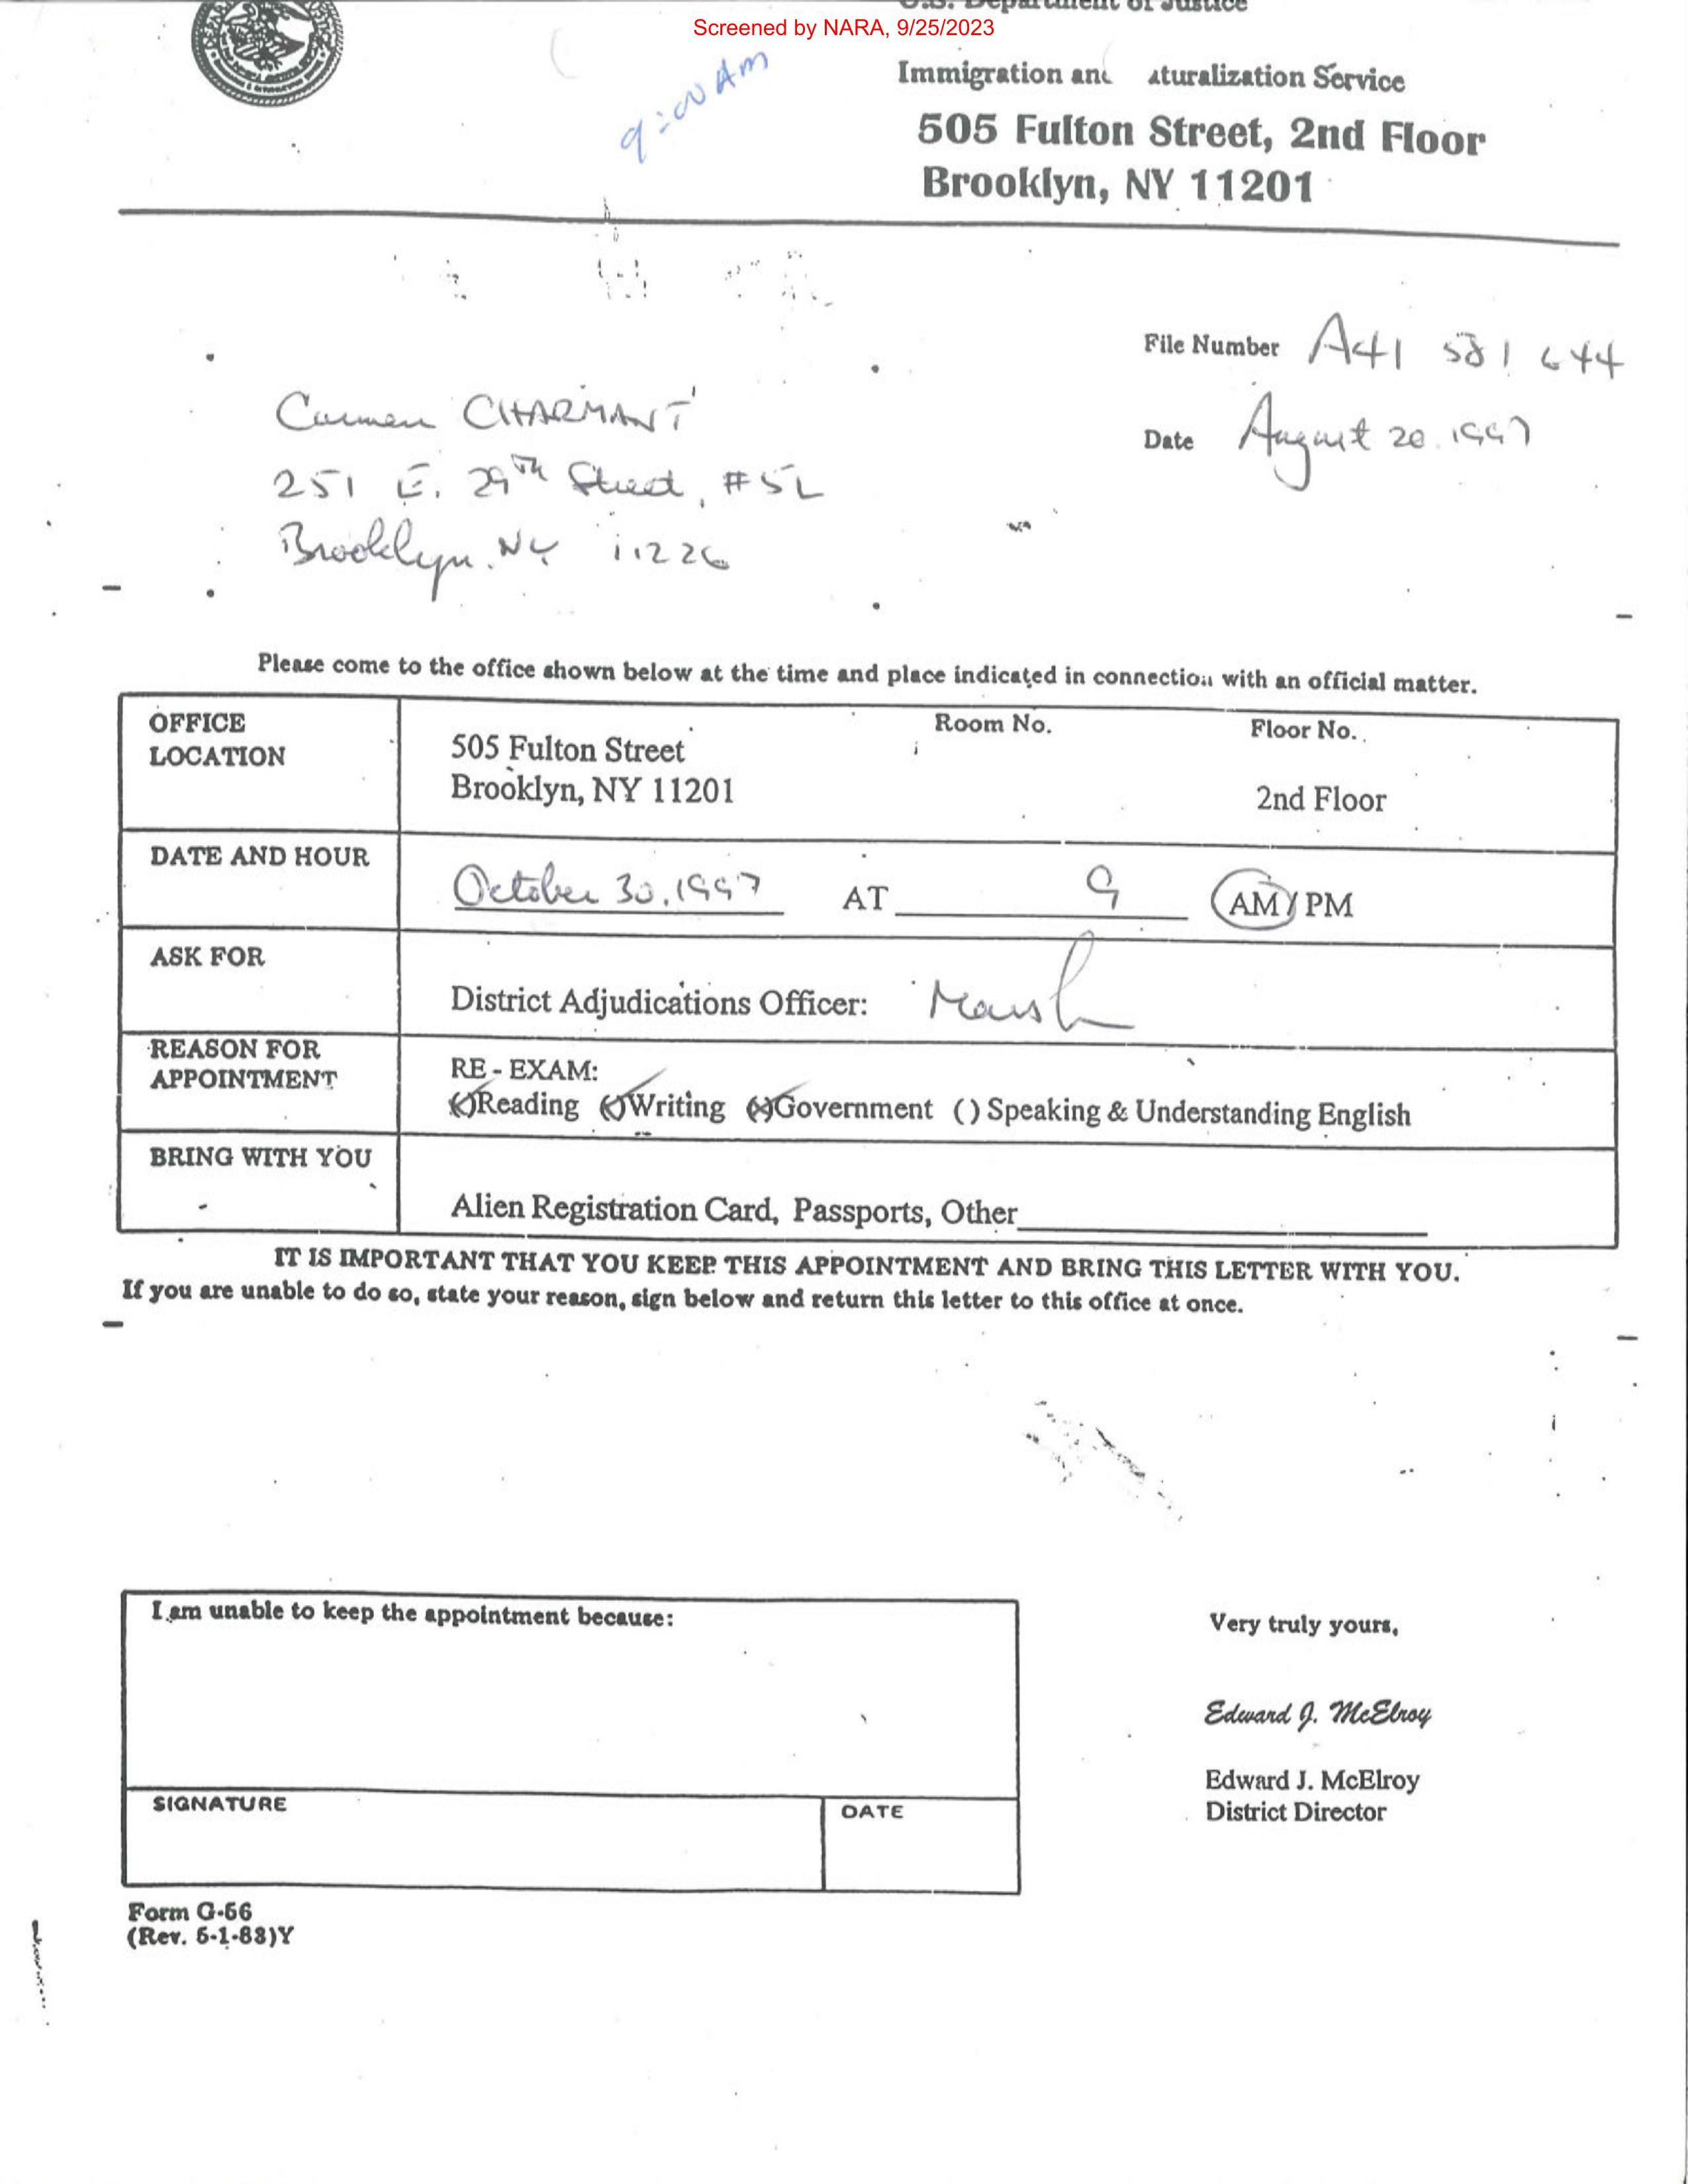 U.S. Department of Justice
Screened by NARA, 9/25/2023
9:00 AM
Immigration and aturalization Service
505 Fulton Street, 2nd Floor
Brooklyn, NY 11201
File Number A41 581 644
Carmen CHARMANT
Date August 20, 1997
251 E. 29th Street, #5L
Brooklyn, NY 11226
Please come to the office shown below at the time and place indicated in connection with an official matter.
OFFICE LOCATION
505 Fulton Street
Brooklyn, NY 11201
Room No.
Floor No.
2nd Floor
DATE AND HOUR
October 30, 1997 AT 9 AM / PM
ASK FOR
District Adjudications Officer: Marsh
REASON FOR APPOINTMENT
RE - EXAM:
(x)Reading (x)Writing (x)Government ( ) Speaking & Understanding English
BRING WITH YOU
Alien Registration Card, Passports, Other
IT IS IMPORTANT THAT YOU KEEP THIS APPOINTMENT AND BRING THIS LETTER WITH YOU.
If you are unable to do so, state your reason, sign below and return this letter to this office at once.
I am unable to keep the appointment because:
SIGNATURE
DATE
Very truly yours,
Edward J. McElroy
Edward J. McElroy
District Director
Form G-56
(Rev. 5-1-83)Y